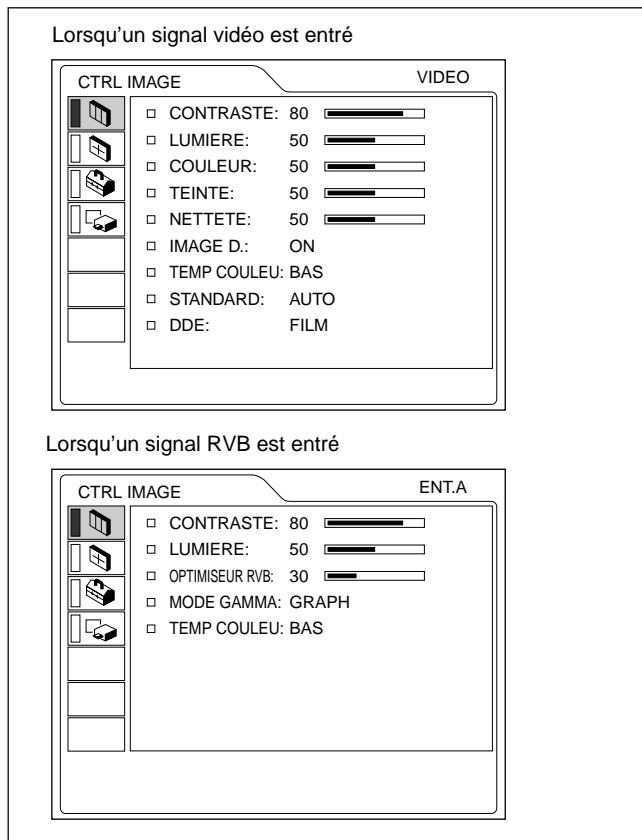 Lorsqu'un signal vidéo est entré
CTRL IMAGE VIDEO
CONTRASTE: 80
LUMIERE: 50
COULEUR: 50
TEINTE: 50
NETTETE: 50
IMAGE D.: ON
TEMP COULEU: BAS
STANDARD: AUTO
DDE: FILM
Lorsqu'un signal RVB est entré
CTRL IMAGE ENT.A
CONTRASTE: 80
LUMIERE: 50
OPTIMISEUR RVB: 30
MODE GAMMA: GRAPH
TEMP COULEU: BAS